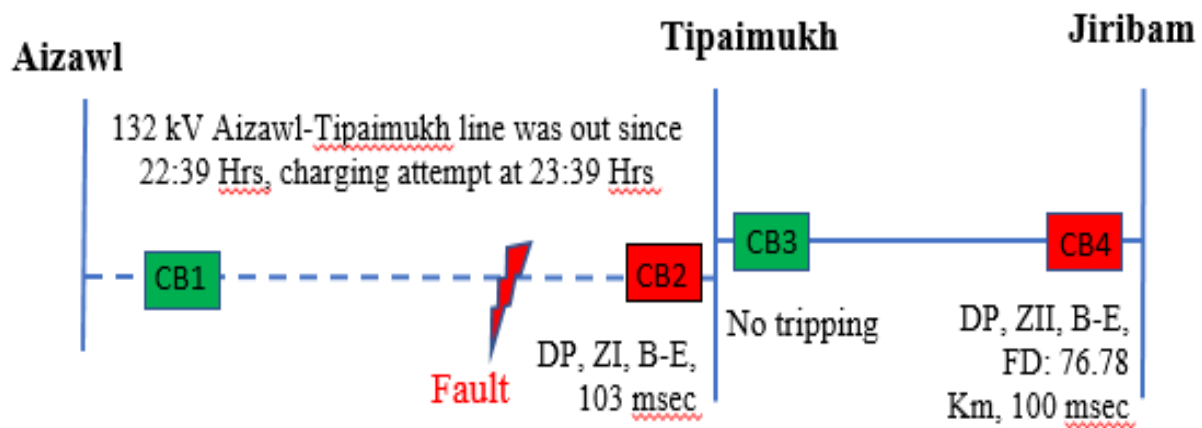 Aizawl
Tipaimukh
Jiribam
132 kV Aizawl-Tipaimukh line was out since
22:39 Hrs, charging attempt at 23:39 Hrs
CB1
CB2
CB3
CB4
Fault
DP, ZI, B-E,
103 msec
No tripping
DP, ZII, B-E,
FD: 76.78
Km, 100 msec